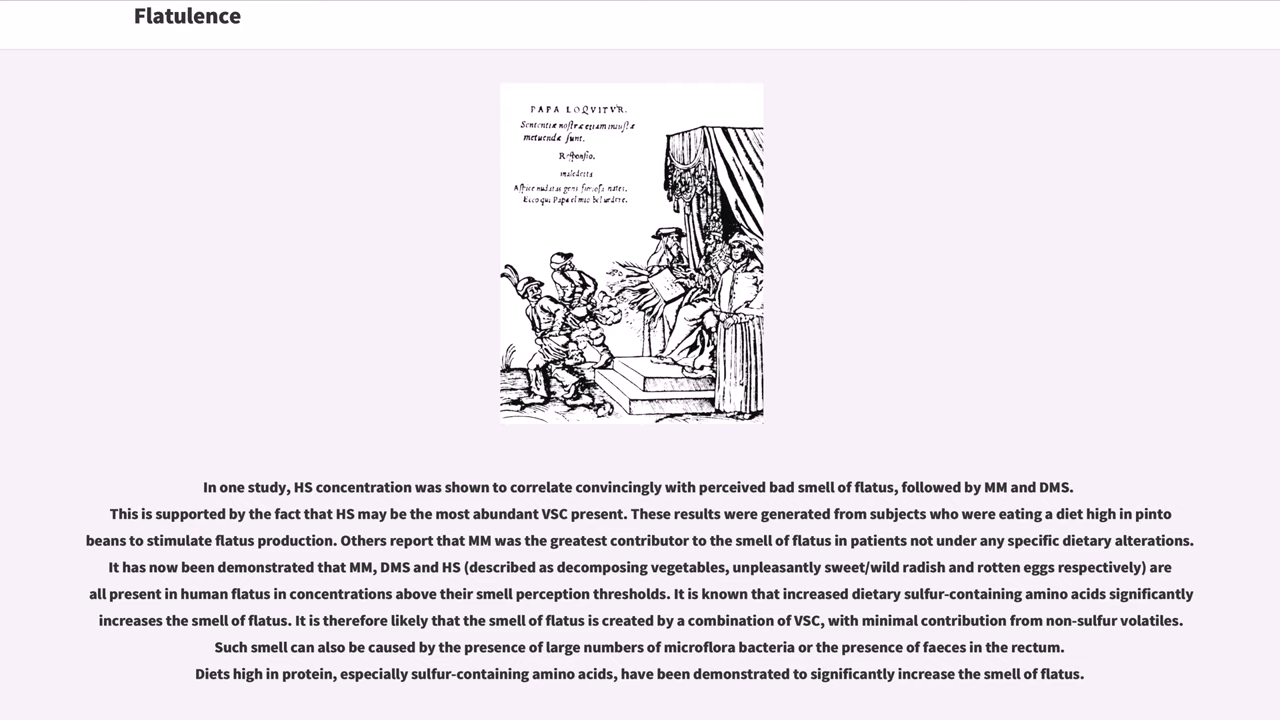 Flatulence
PAPA LOQVITVR.
Sententiæ noſtræ etiam iniuſtæ
metuendæ ſunt.
Reſponſio.
maledetta
Aſpice nudatas gens furioſa nates.
Ecco qui Papa el mio bel uedere.
In one study, HS concentration was shown to correlate convincingly with perceived bad smell of flatus, followed by MM and DMS.
This is supported by the fact that HS may be the most abundant VSC present. These results were generated from subjects who were eating a diet high in pinto
beans to stimulate flatus production. Others report that MM was the greatest contributor to the smell of flatus in patients not under any specific dietary alterations.
It has now been demonstrated that MM, DMS and HS (described as decomposing vegetables, unpleasantly sweet/wild radish and rotten eggs respectively) are
all present in human flatus in concentrations above their smell perception thresholds. It is known that increased dietary sulfur-containing amino acids significantly
increases the smell of flatus. It is therefore likely that the smell of flatus is created by a combination of VSC, with minimal contribution from non-sulfur volatiles.
Such smell can also be caused by the presence of large numbers of microflora bacteria or the presence of faeces in the rectum.
Diets high in protein, especially sulfur-containing amino acids, have been demonstrated to significantly increase the smell of flatus.